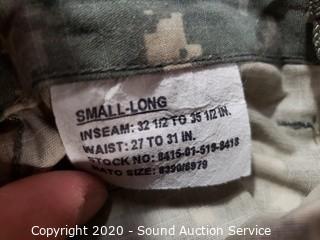 SMALL-LONG
INSEAM: 32 1/2 TO 35 1/2 IN.
WAIST: 27 TO 31 IN.
STOCK NO: 8415-01-519-8418
NATO SIZE: 8390/6979
Copyright © 2020 - Sound Auction Service